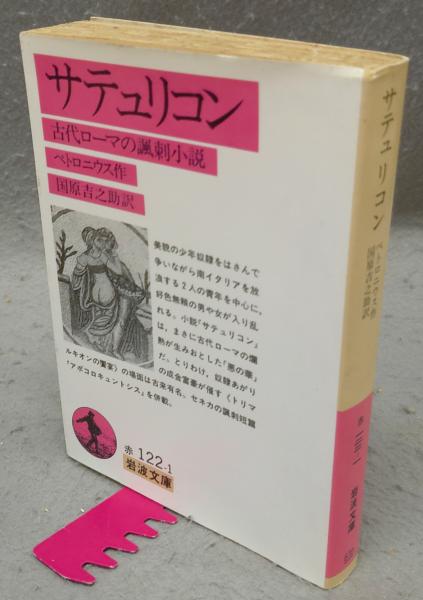 サテュリコン
古代ローマの諷刺小説
ペトロニウス作
国原吉之助訳
美貌の少年奴隷をはさんで
争いながら南イタリアを放
浪する2人の青年を中心に,
好色無頼の男や女が入り乱
れる.小説『サテュリコン』
は,まさに古代ローマの爛
熟が生みおとした「悪の華」
だ.とりわけ,奴隷あがり
の成金富豪が催す〈トリマ
ルキオンの饗宴〉の場面は古来有名.セネカの諷刺短篇
『アポコロキュントシス』を併載.
赤 122-1
岩波文庫
サテュリコン
ペトロニウス作
国原吉之助訳
赤 一二二-一
岩波文庫